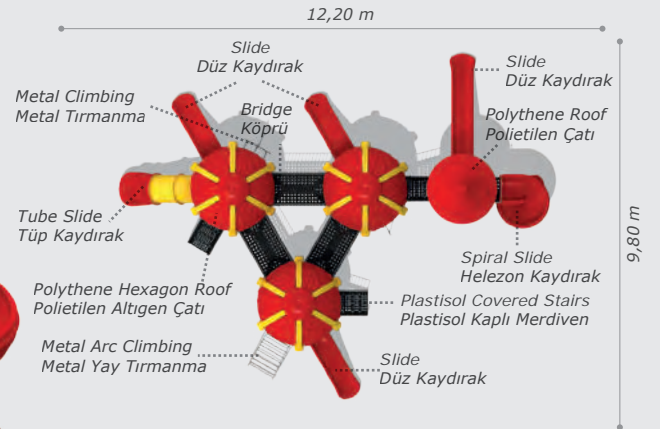 12,20 m
Slide
Düz Kaydırak
Slide
Düz Kaydırak
Metal Climbing
Metal Tırmanma
Bridge
Köprü
Polythene Roof
Polietilen Çatı
Tube Slide
Tüp Kaydırak
9,80 m
Spiral Slide
Helezon Kaydırak
Polythene Hexagon Roof
Polietilen Altıgen Çatı
Plastisol Covered Stairs
Plastisol Kaplı Merdiven
Metal Arc Climbing
Metal Yay Tırmanma
Slide
Düz Kaydırak